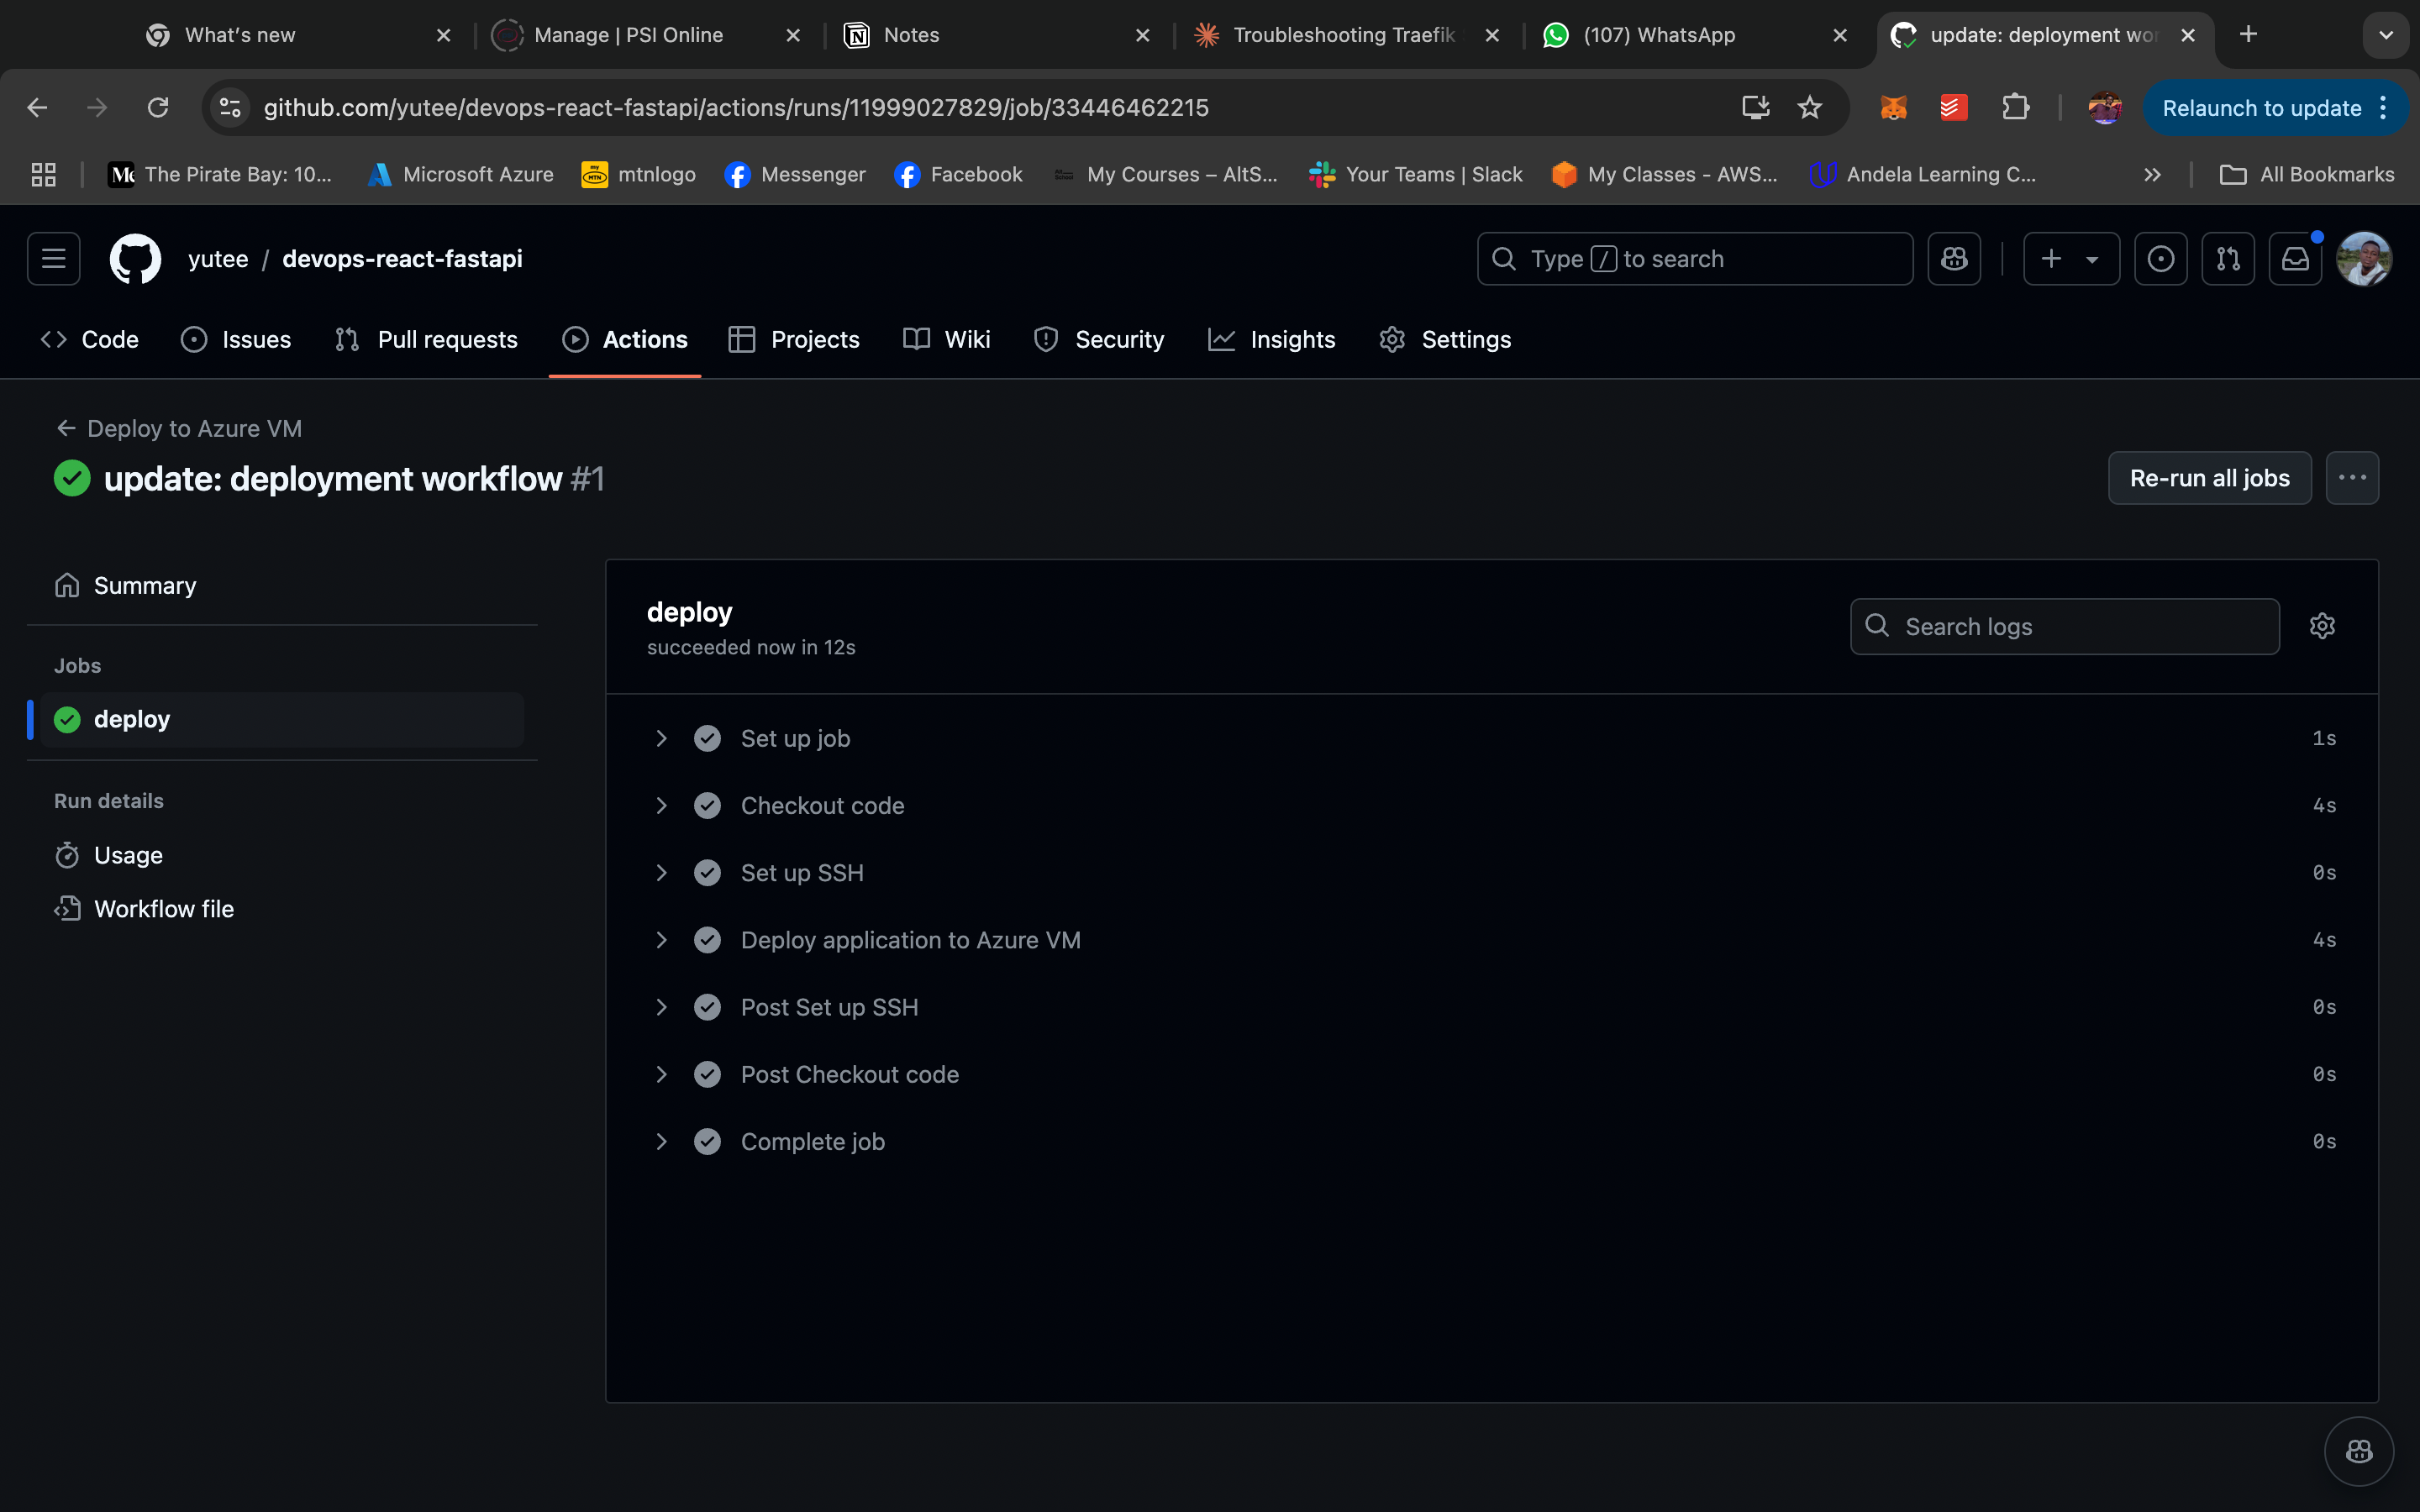 What's new
Manage | PSI Online
Notes
Troubleshooting Traefik
(107) WhatsApp
update: deployment wo
github.com/yutee/devops-react-fastapi/actions/runs/11999027829/job/33446462215
Relaunch to update
The Pirate Bay: 10...
Microsoft Azure
my
MTN
mtnlogo
Messenger
Facebook
My Courses – AltS...
Your Teams | Slack
My Classes - AWS...
Andela Learning C...
All Bookmarks
yutee / devops-react-fastapi
Type / to search
Code
Issues
Pull requests
Actions
Projects
Wiki
Security
Insights
Settings
Deploy to Azure VM
update: deployment workflow #1
Re-run all jobs
Summary
Jobs
deploy
Run details
Usage
Workflow file
deploy
succeeded now in 12s
Search logs
Set up job 1s
Checkout code 4s
Set up SSH 0s
Deploy application to Azure VM 4s
Post Set up SSH 0s
Post Checkout code 0s
Complete job 0s